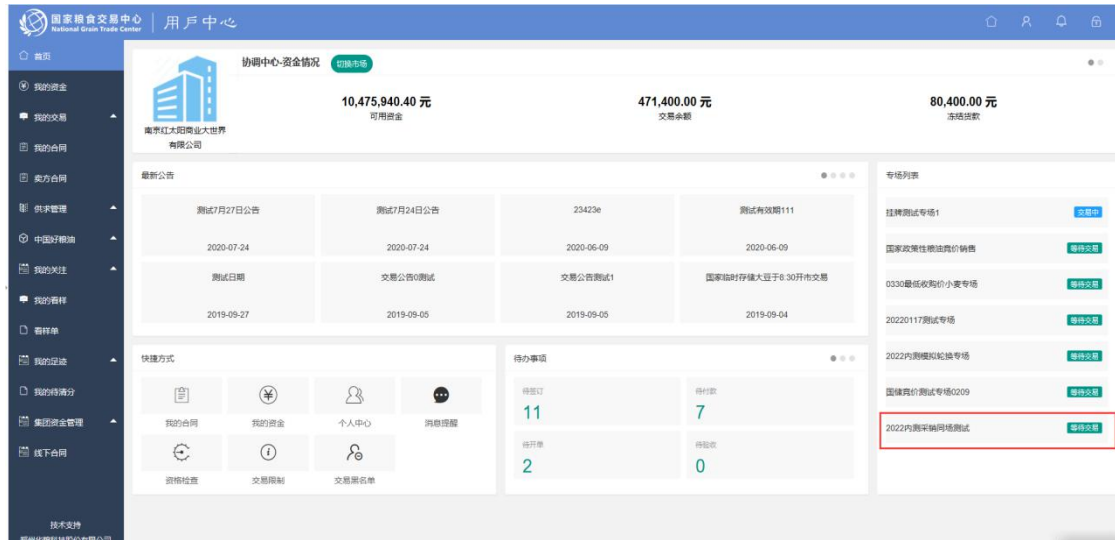 国家粮食交易中心
National Grain Trade Center
用戶中心
首页
我的资金
我的交易
我的合同
卖方合同
供求管理
中国好粮油
我的关注
我的看样
看样单
我的足迹
我的待清分
集团资金管理
线下合同
技术支持
南京红太阳商业大世界
有限公司
协调中心-资金情况
切换市场
10,475,940.40 元
可用资金
471,400.00 元
交易余额
80,400.00 元
冻结货款
最新公告
测试7月27日公告
2020-07-24
测试7月24日公告
2020-07-24
23423e
2020-06-09
测试有效期111
2020-06-09
测试日期
2019-09-27
交易公告0测试
2019-09-05
交易公告测试1
2019-09-05
国家临时存储大豆于8:30开市交易
2019-09-04
快捷方式
我的合同
我的资金
个人中心
消息提醒
资格检查
交易限制
交易黑名单
待办事项
待签订
11
待付款
7
待开单
2
待验收
0
专场列表
挂牌测试专场1 交易中
国家政策性粮油竞价销售 等待交易
0330最低收购价小麦专场 等待交易
20220117测试专场 等待交易
2022内测模拟轮换专场 等待交易
国储竞价测试专场0209 等待交易
2022内测采销同场测试 等待交易